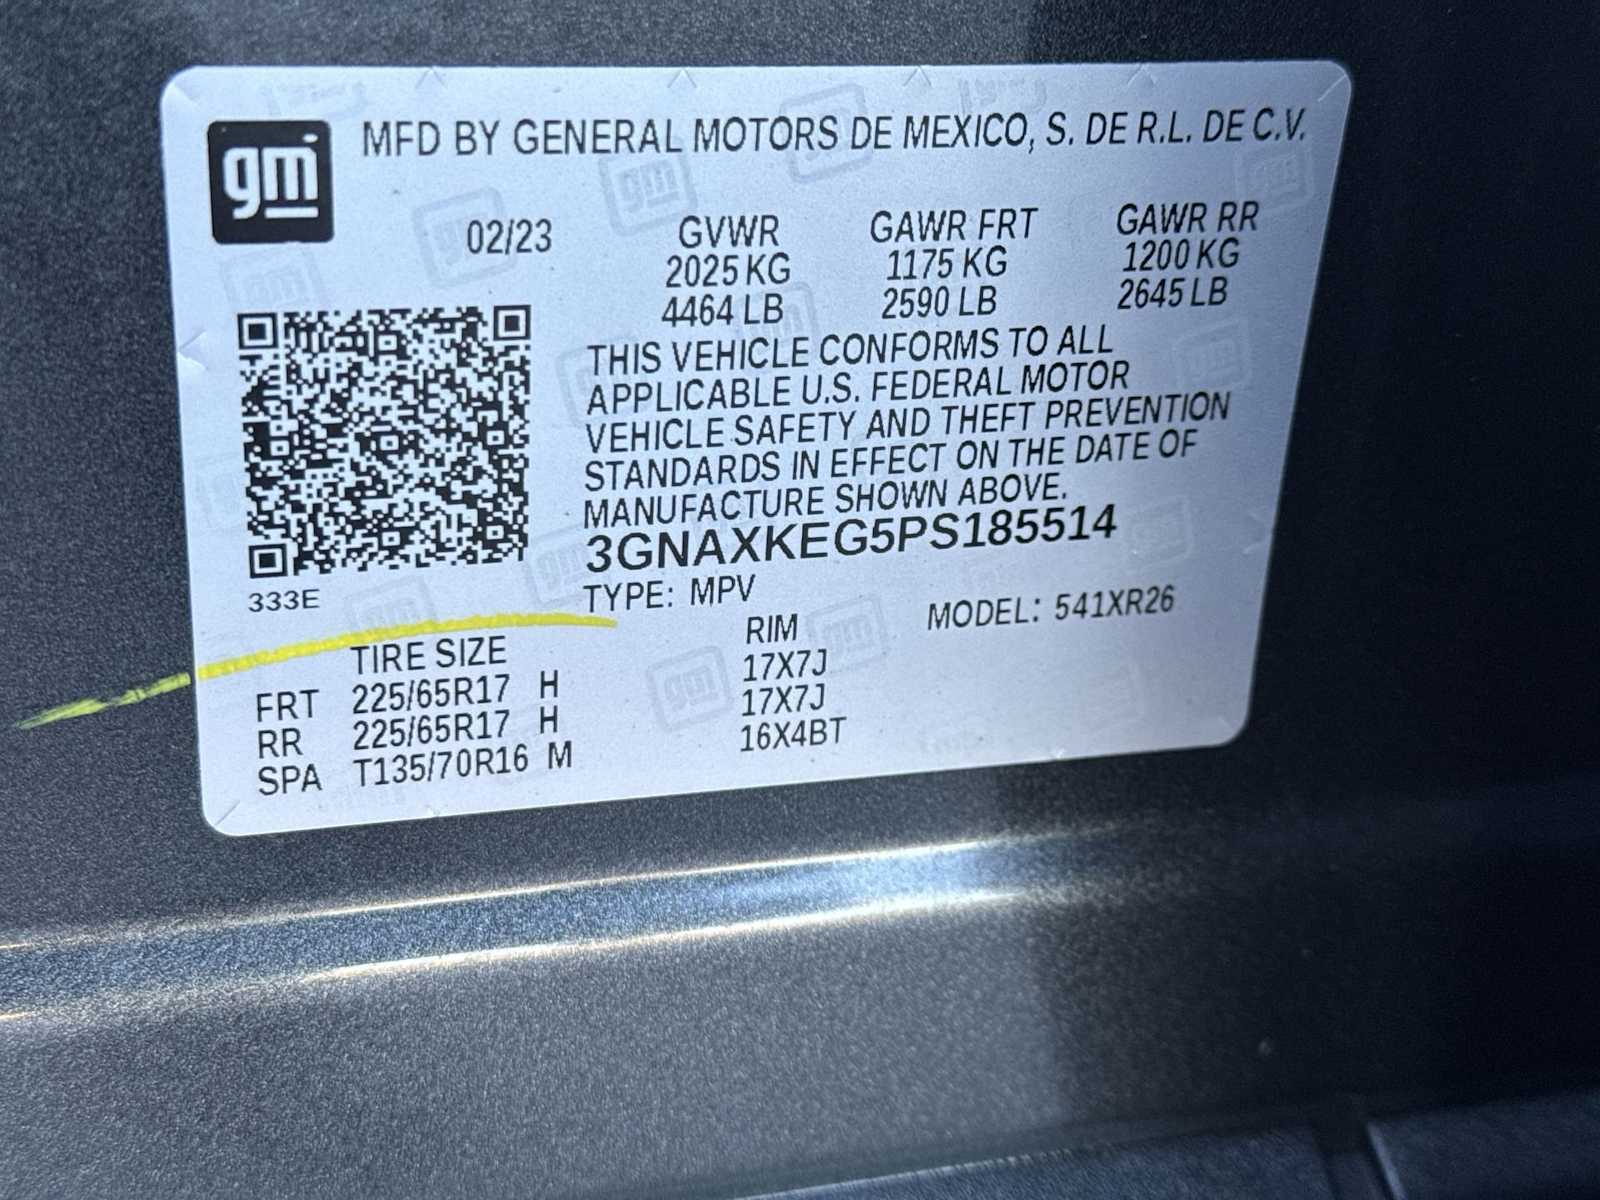 gm MFD BY GENERAL MOTORS DE MEXICO, S. DE R.L. DE C.V.
02/23 GVWR GAWR FRT GAWR RR
2025 KG 1175 KG 1200 KG
4464 LB 2590 LB 2645 LB
THIS VEHICLE CONFORMS TO ALL
APPLICABLE U.S. FEDERAL MOTOR
VEHICLE SAFETY AND THEFT PREVENTION
STANDARDS IN EFFECT ON THE DATE OF
MANUFACTURE SHOWN ABOVE.
3GNAXKEG5PS185514
333E TYPE: MPV MODEL: 541XR26
TIRE SIZE RIM
FRT 225/65R17 H 17X7J
RR 225/65R17 H 17X7J
SPA T135/70R16 M 16X4BT